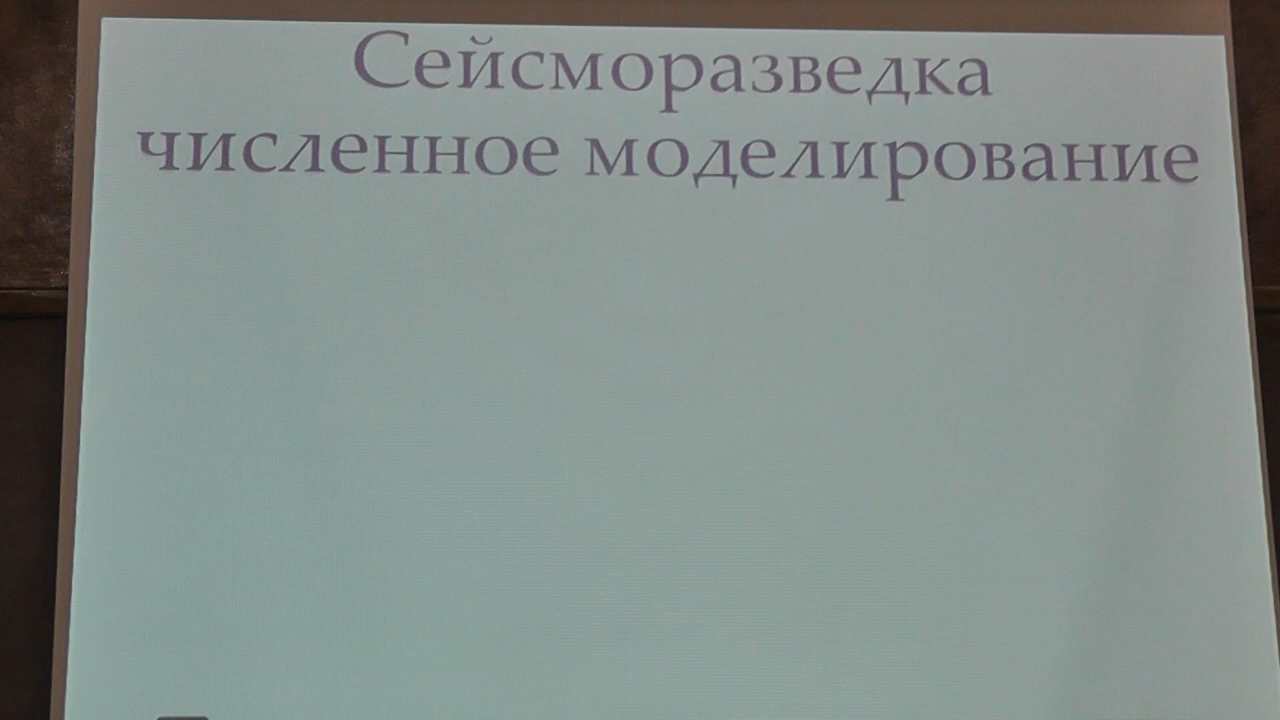 Сейсморазведка
численное моделирование